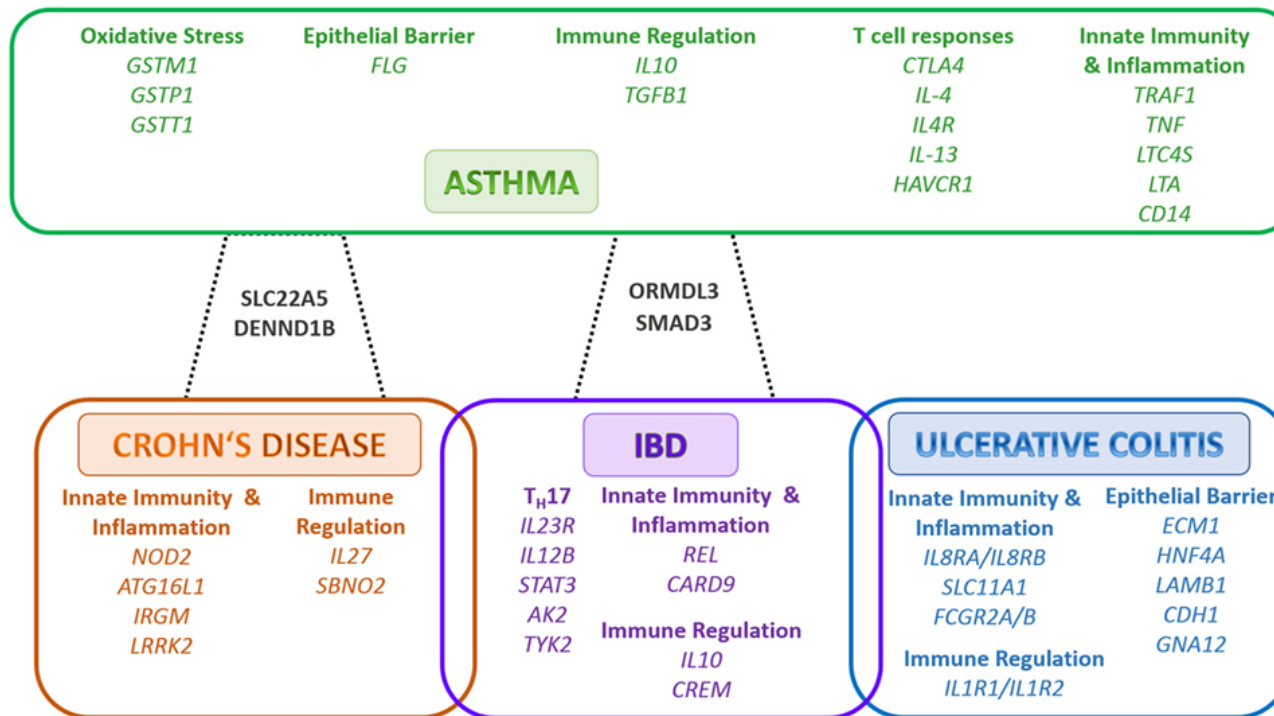 Oxidative Stress
GSTM1
GSTP1
GSTT1
Epithelial Barrier
FLG
Immune Regulation
IL10
TGFB1
T cell responses
CTLA4
IL-4
IL4R
IL-13
HAVCR1
Innate Immunity
& Inflammation
TRAF1
TNF
LTC4S
LTA
CD14
ASTHMA
SLC22A5
DENND1B
ORMDL3
SMAD3
CROHN‘S DISEASE
Innate Immunity &
Inflammation
NOD2
ATG16L1
IRGM
LRRK2
Immune
Regulation
IL27
SBNO2
IBD
TH17
IL23R
IL12B
STAT3
AK2
TYK2
Innate Immunity &
Inflammation
REL
CARD9
Immune Regulation
IL10
CREM
ULCERATIVE COLITIS
Innate Immunity &
Inflammation
IL8RA/IL8RB
SLC11A1
FCGR2A/B
Immune Regulation
IL1R1/IL1R2
Epithelial Barrier
ECM1
HNF4A
LAMB1
CDH1
GNA12